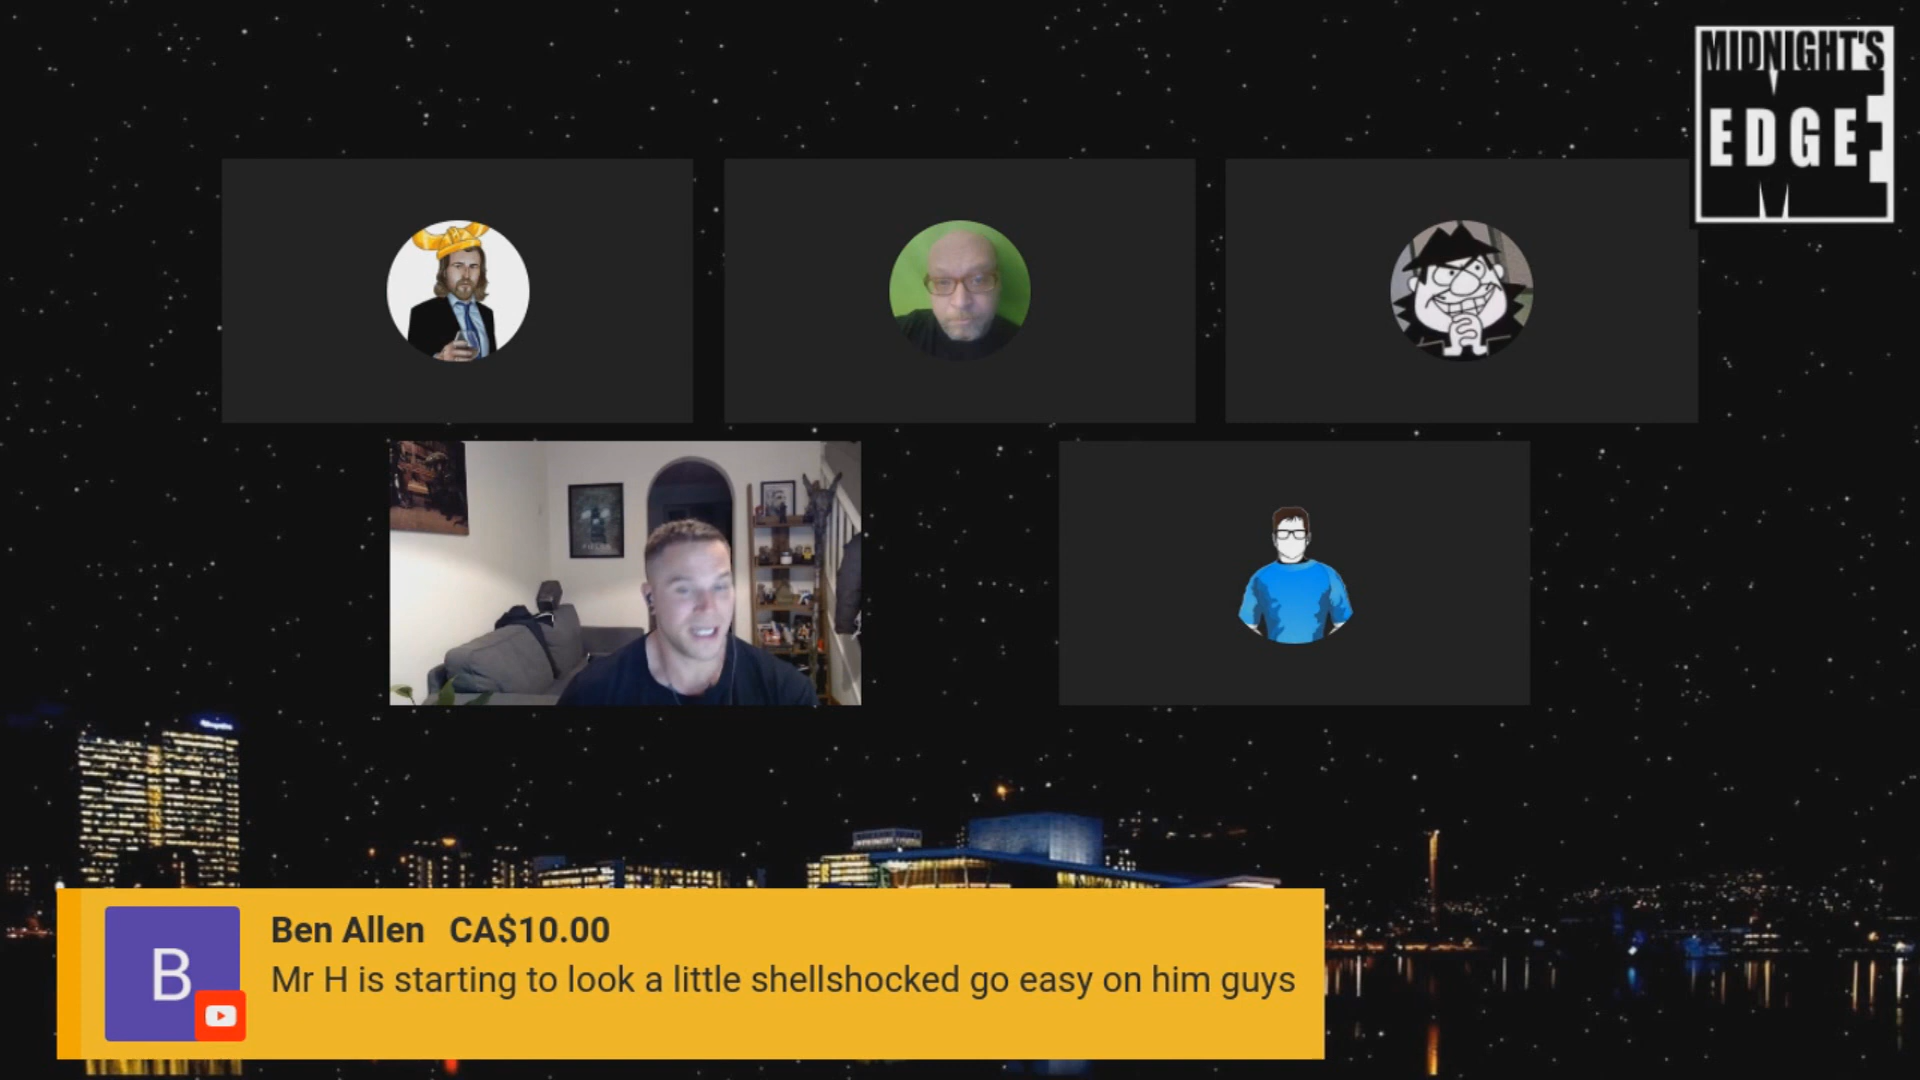 MIDNIGHT'S
EDGE
Ben Allen CA$10.00
B
Mr H is starting to look a little shellshocked go easy on him guys